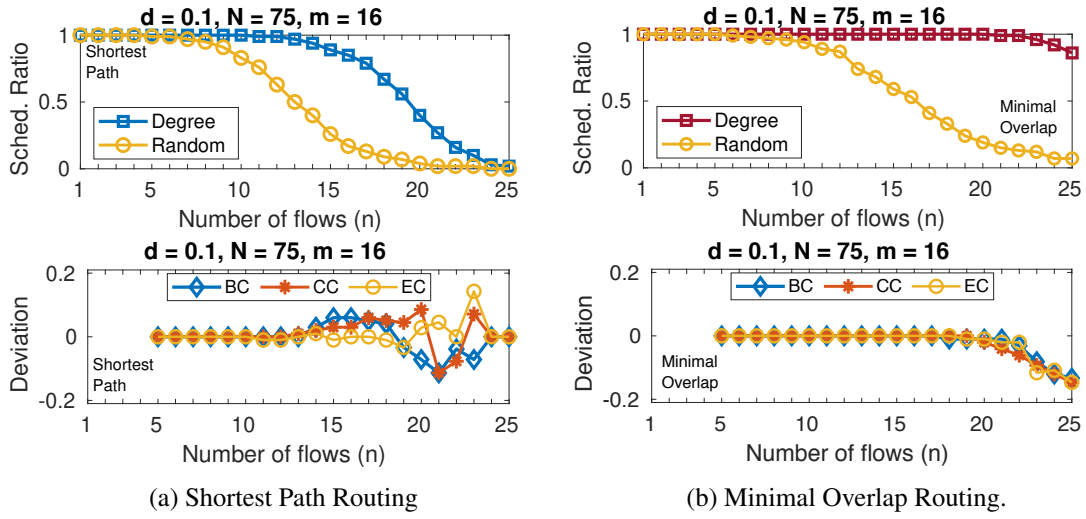 d = 0.1, N = 75, m = 16
Sched. Ratio
1
0.5
0
Shortest
Path
Degree
Random
1 5 10 15 20 25
Number of flows (n)
d = 0.1, N = 75, m = 16
Sched. Ratio
1
0.5
0
Minimal
Overlap
Degree
Random
1 5 10 15 20 25
Number of flows (n)
d = 0.1, N = 75, m = 16
Deviation
0.2
0
-0.2
BC CC EC
Shortest
Path
1 5 10 15 20 25
Number of flows (n)
d = 0.1, N = 75, m = 16
Deviation
0.2
0
-0.2
BC CC EC
Minimal
Overlap
1 5 10 15 20 25
Number of flows (n)
(a) Shortest Path Routing
(b) Minimal Overlap Routing.